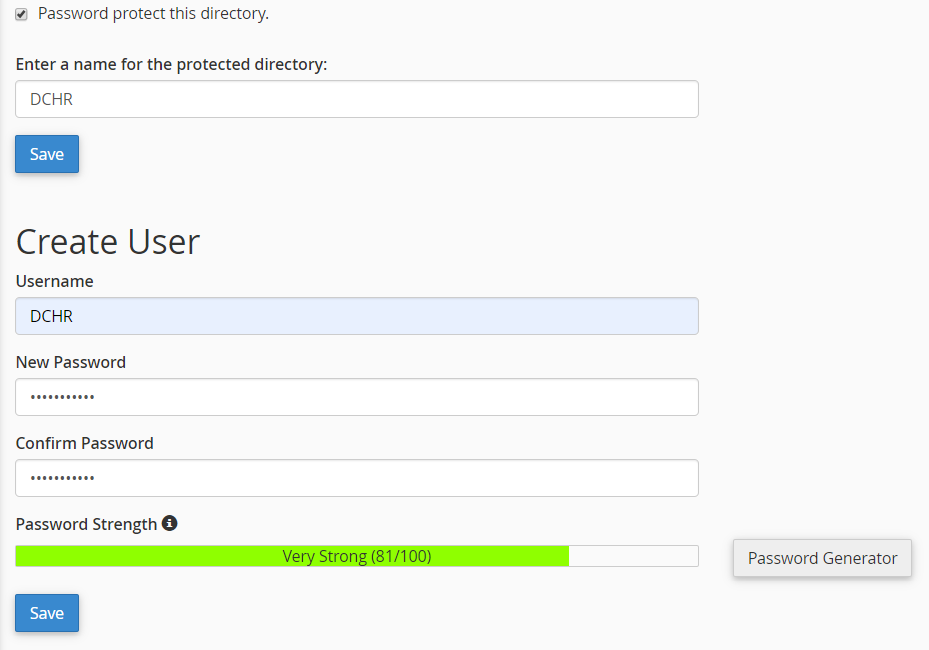 Password protect this directory.
Enter a name for the protected directory:
DCHR
Save
Create User
Username
DCHR
New Password
•••••••••••
Confirm Password
•••••••••••
Password Strength
Very Strong (81/100)
Password Generator
Save